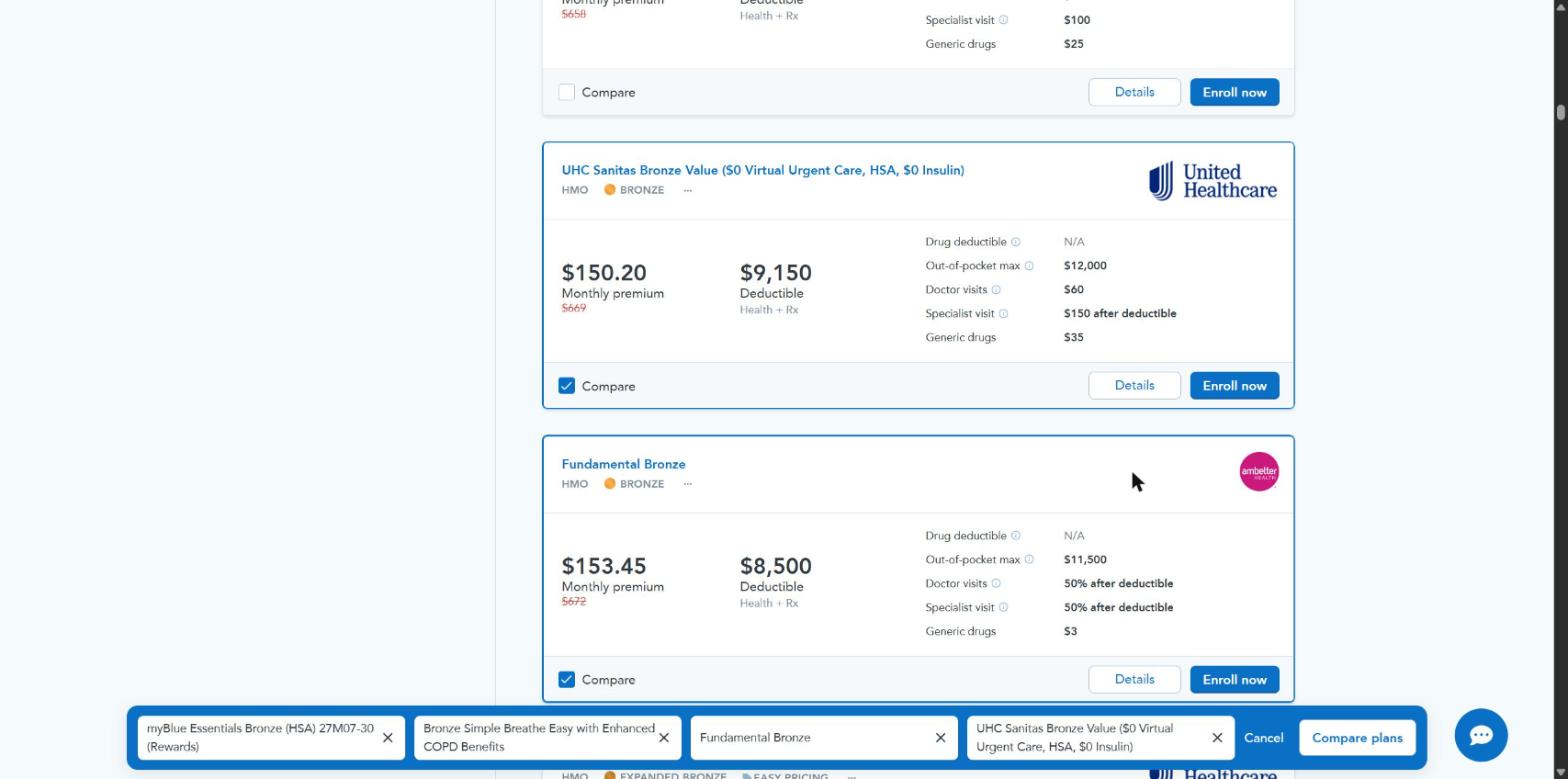 Monthly premium
$658
Deductible
Health + Rx
Specialist visit
$100
Generic drugs
$25
Compare
Details
Enroll now
UHC Sanitas Bronze Value ($0 Virtual Urgent Care, HSA, $0 Insulin)
HMO BRONZE ...
United
Healthcare
$150.20
Monthly premium
$669
$9,150
Deductible
Health + Rx
Drug deductible N/A
Out-of-pocket max $12,000
Doctor visits $60
Specialist visit $150 after deductible
Generic drugs $35
Compare
Details
Enroll now
Fundamental Bronze
HMO BRONZE ...
ambetter
HEALTH
$153.45
Monthly premium
$672
$8,500
Deductible
Health + Rx
Drug deductible N/A
Out-of-pocket max $11,500
Doctor visits 50% after deductible
Specialist visit 50% after deductible
Generic drugs $3
Compare
Details
Enroll now
myBlue Essentials Bronze (HSA) 27M07-30
(Rewards)
Bronze Simple Breathe Easy with Enhanced
COPD Benefits
Fundamental Bronze
UHC Sanitas Bronze Value ($0 Virtual
Urgent Care, HSA, $0 Insulin)
Cancel
Compare plans
HMO EXPANDED BRONZE EASY PRICING ...
Healthcare